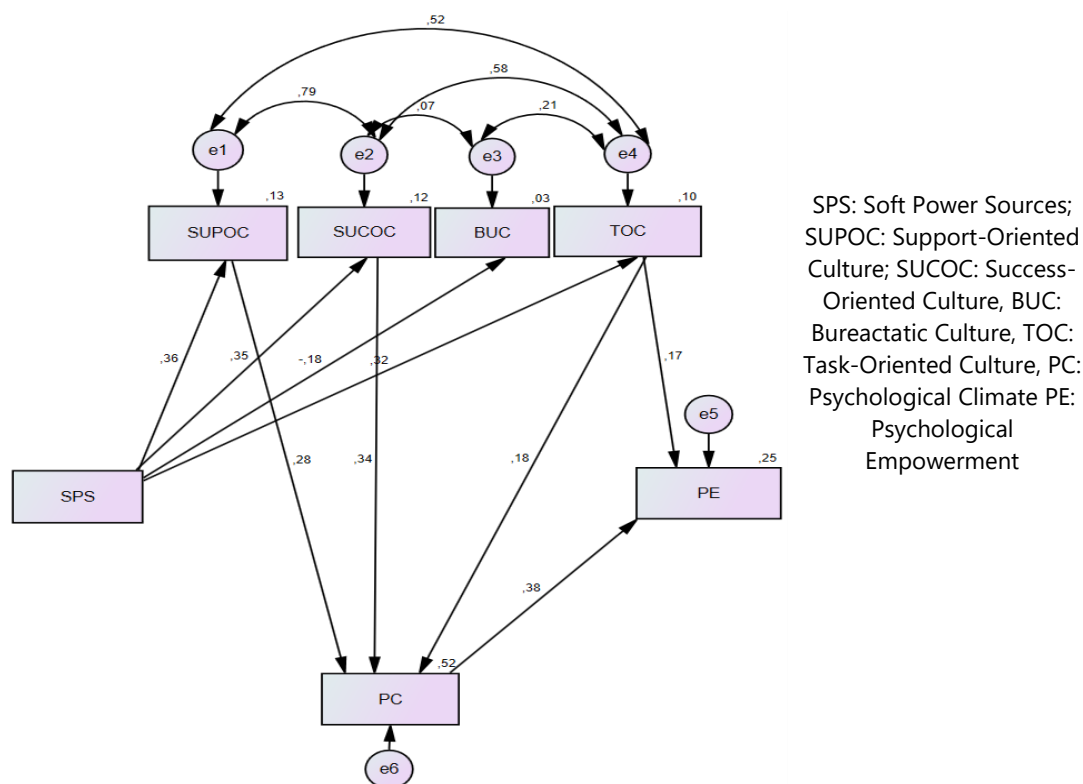 ,52
,58
,79
,07
,21
e1
e2
e3
e4
,13
,12
,03
,10
SUPOC
SUCOC
BUC
TOC
SPS: Soft Power Sources;
SUPOC: Support-Oriented
Culture; SUCOC: Success-
Oriented Culture, BUC:
Bureactatic Culture, TOC:
Task-Oriented Culture, PC:
Psychological Climate PE:
Psychological
Empowerment
,36
,35
-,18
,32
,17
e5
,28
,34
,18
,25
SPS
PE
,38
,52
PC
e6